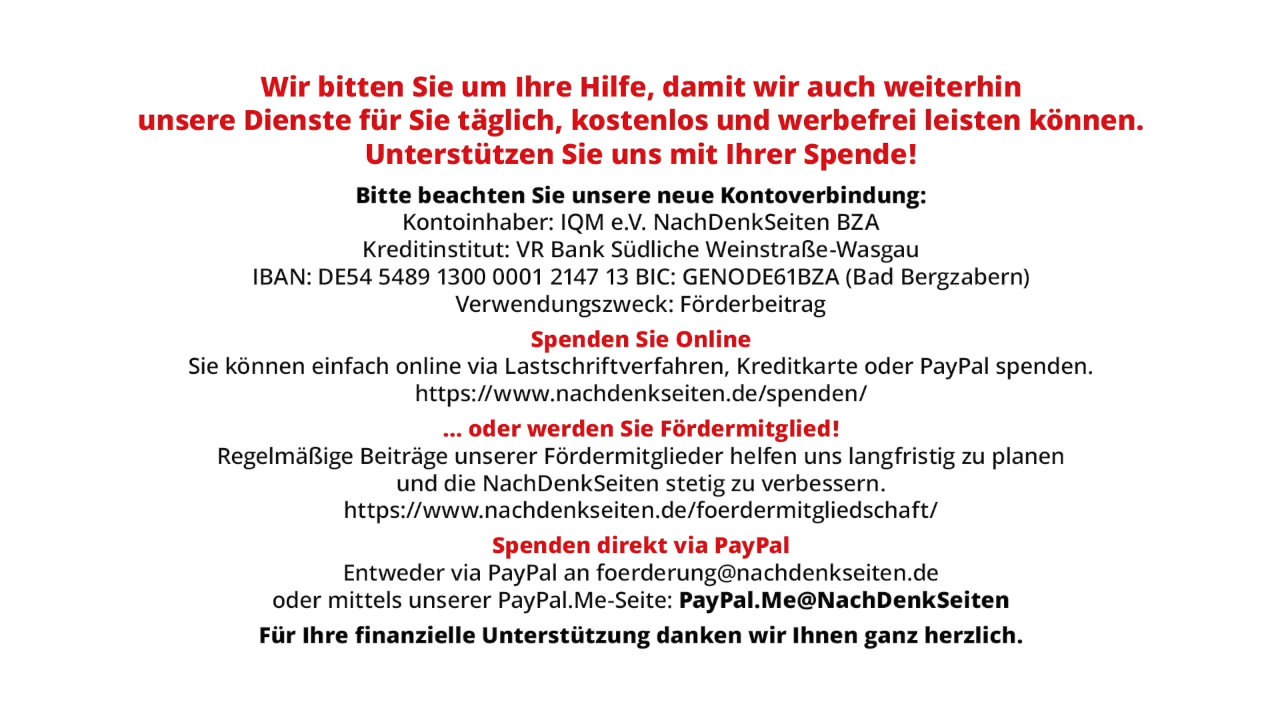 Wir bitten Sie um Ihre Hilfe, damit wir auch weiterhin
unsere Dienste für Sie täglich, kostenlos und werbefrei leisten können.
Unterstützen Sie uns mit Ihrer Spende!
Bitte beachten Sie unsere neue Kontoverbindung:
Kontoinhaber: IQM e.V. NachDenkSeiten BZA
Kreditinstitut: VR Bank Südliche Weinstraße-Wasgau
IBAN: DE54 5489 1300 0001 2147 13 BIC: GENODE61BZA (Bad Bergzabern)
Verwendungszweck: Förderbeitrag
Spenden Sie Online
Sie können einfach online via Lastschriftverfahren, Kreditkarte oder PayPal spenden.
https://www.nachdenkseiten.de/spenden/
... oder werden Sie Fördermitglied!
Regelmäßige Beiträge unserer Fördermitglieder helfen uns langfristig zu planen
und die NachDenkSeiten stetig zu verbessern.
https://www.nachdenkseiten.de/foerdermitgliedschaft/
Spenden direkt via PayPal
Entweder via PayPal an foerderung@nachdenkseiten.de
oder mittels unserer PayPal.Me-Seite: PayPal.Me@NachDenkSeiten
Für Ihre finanzielle Unterstützung danken wir Ihnen ganz herzlich.